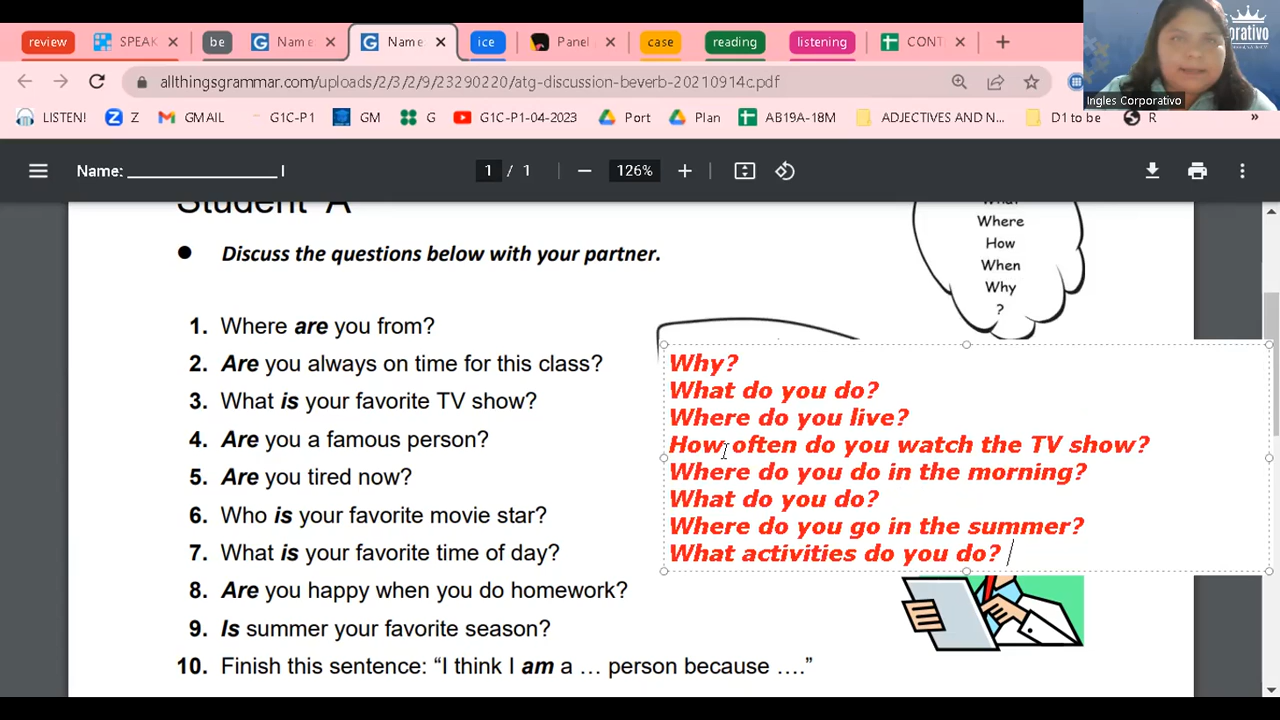 review
SPEAK
be
Name
Name:
ice
Panel
case
reading
listening
CONT
allthingsgrammar.com/uploads/2/3/2/9/23290220/atg-discussion-beverb-20210914c.pdf
rporativo
Ingles Corporativo
LISTEN!
Z
GMAIL
G1C-P1
GM
G
G1C-P1-04-2023
Port
Plan
AB19A-18M
ADJECTIVES AND N...
D1 to be
R
»
Name: _______________ I
1 / 1
126%
Student A
What
Where
How
When
Why
?
● Discuss the questions below with your partner.
1. Where are you from?
2. Are you always on time for this class?
3. What is your favorite TV show?
4. Are you a famous person?
5. Are you tired now?
6. Who is your favorite movie star?
7. What is your favorite time of day?
8. Are you happy when you do homework?
9. Is summer your favorite season?
10. Finish this sentence: “I think I am a … person because ….”
Why?
What do you do?
Where do you live?
How often do you watch the TV show?
Where do you do in the morning?
What do you do?
Where do you go in the summer?
What activities do you do?